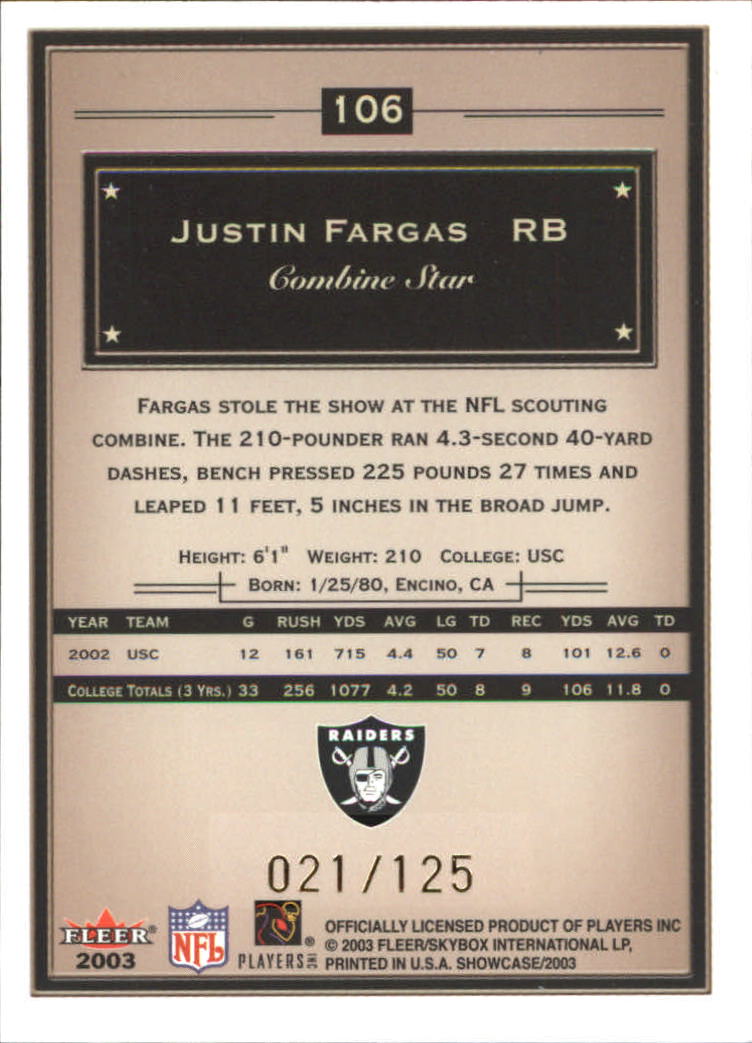 106
JUSTIN FARGAS RB
Combine Star
FARGAS STOLE THE SHOW AT THE NFL SCOUTING
COMBINE. THE 210-POUNDER RAN 4.3-SECOND 40-YARD
DASHES, BENCH PRESSED 225 POUNDS 27 TIMES AND
LEAPED 11 FEET, 5 INCHES IN THE BROAD JUMP.
HEIGHT: 6'1" WEIGHT: 210 COLLEGE: USC
BORN: 1/25/80, ENCINO, CA
YEAR TEAM G RUSH YDS AVG LG TD REC YDS AVG TD
2002 USC 12 161 715 4.4 50 7 8 101 12.6 0
COLLEGE TOTALS (3 YRS.) 33 256 1077 4.2 50 8 9 106 11.8 0
RAIDERS
021/125
FLEER®
2003
NFL
®
PLAYERS INC
OFFICIALLY LICENSED PRODUCT OF PLAYERS INC
© 2003 FLEER/SKYBOX INTERNATIONAL LP,
PRINTED IN U.S.A. SHOWCASE/2003